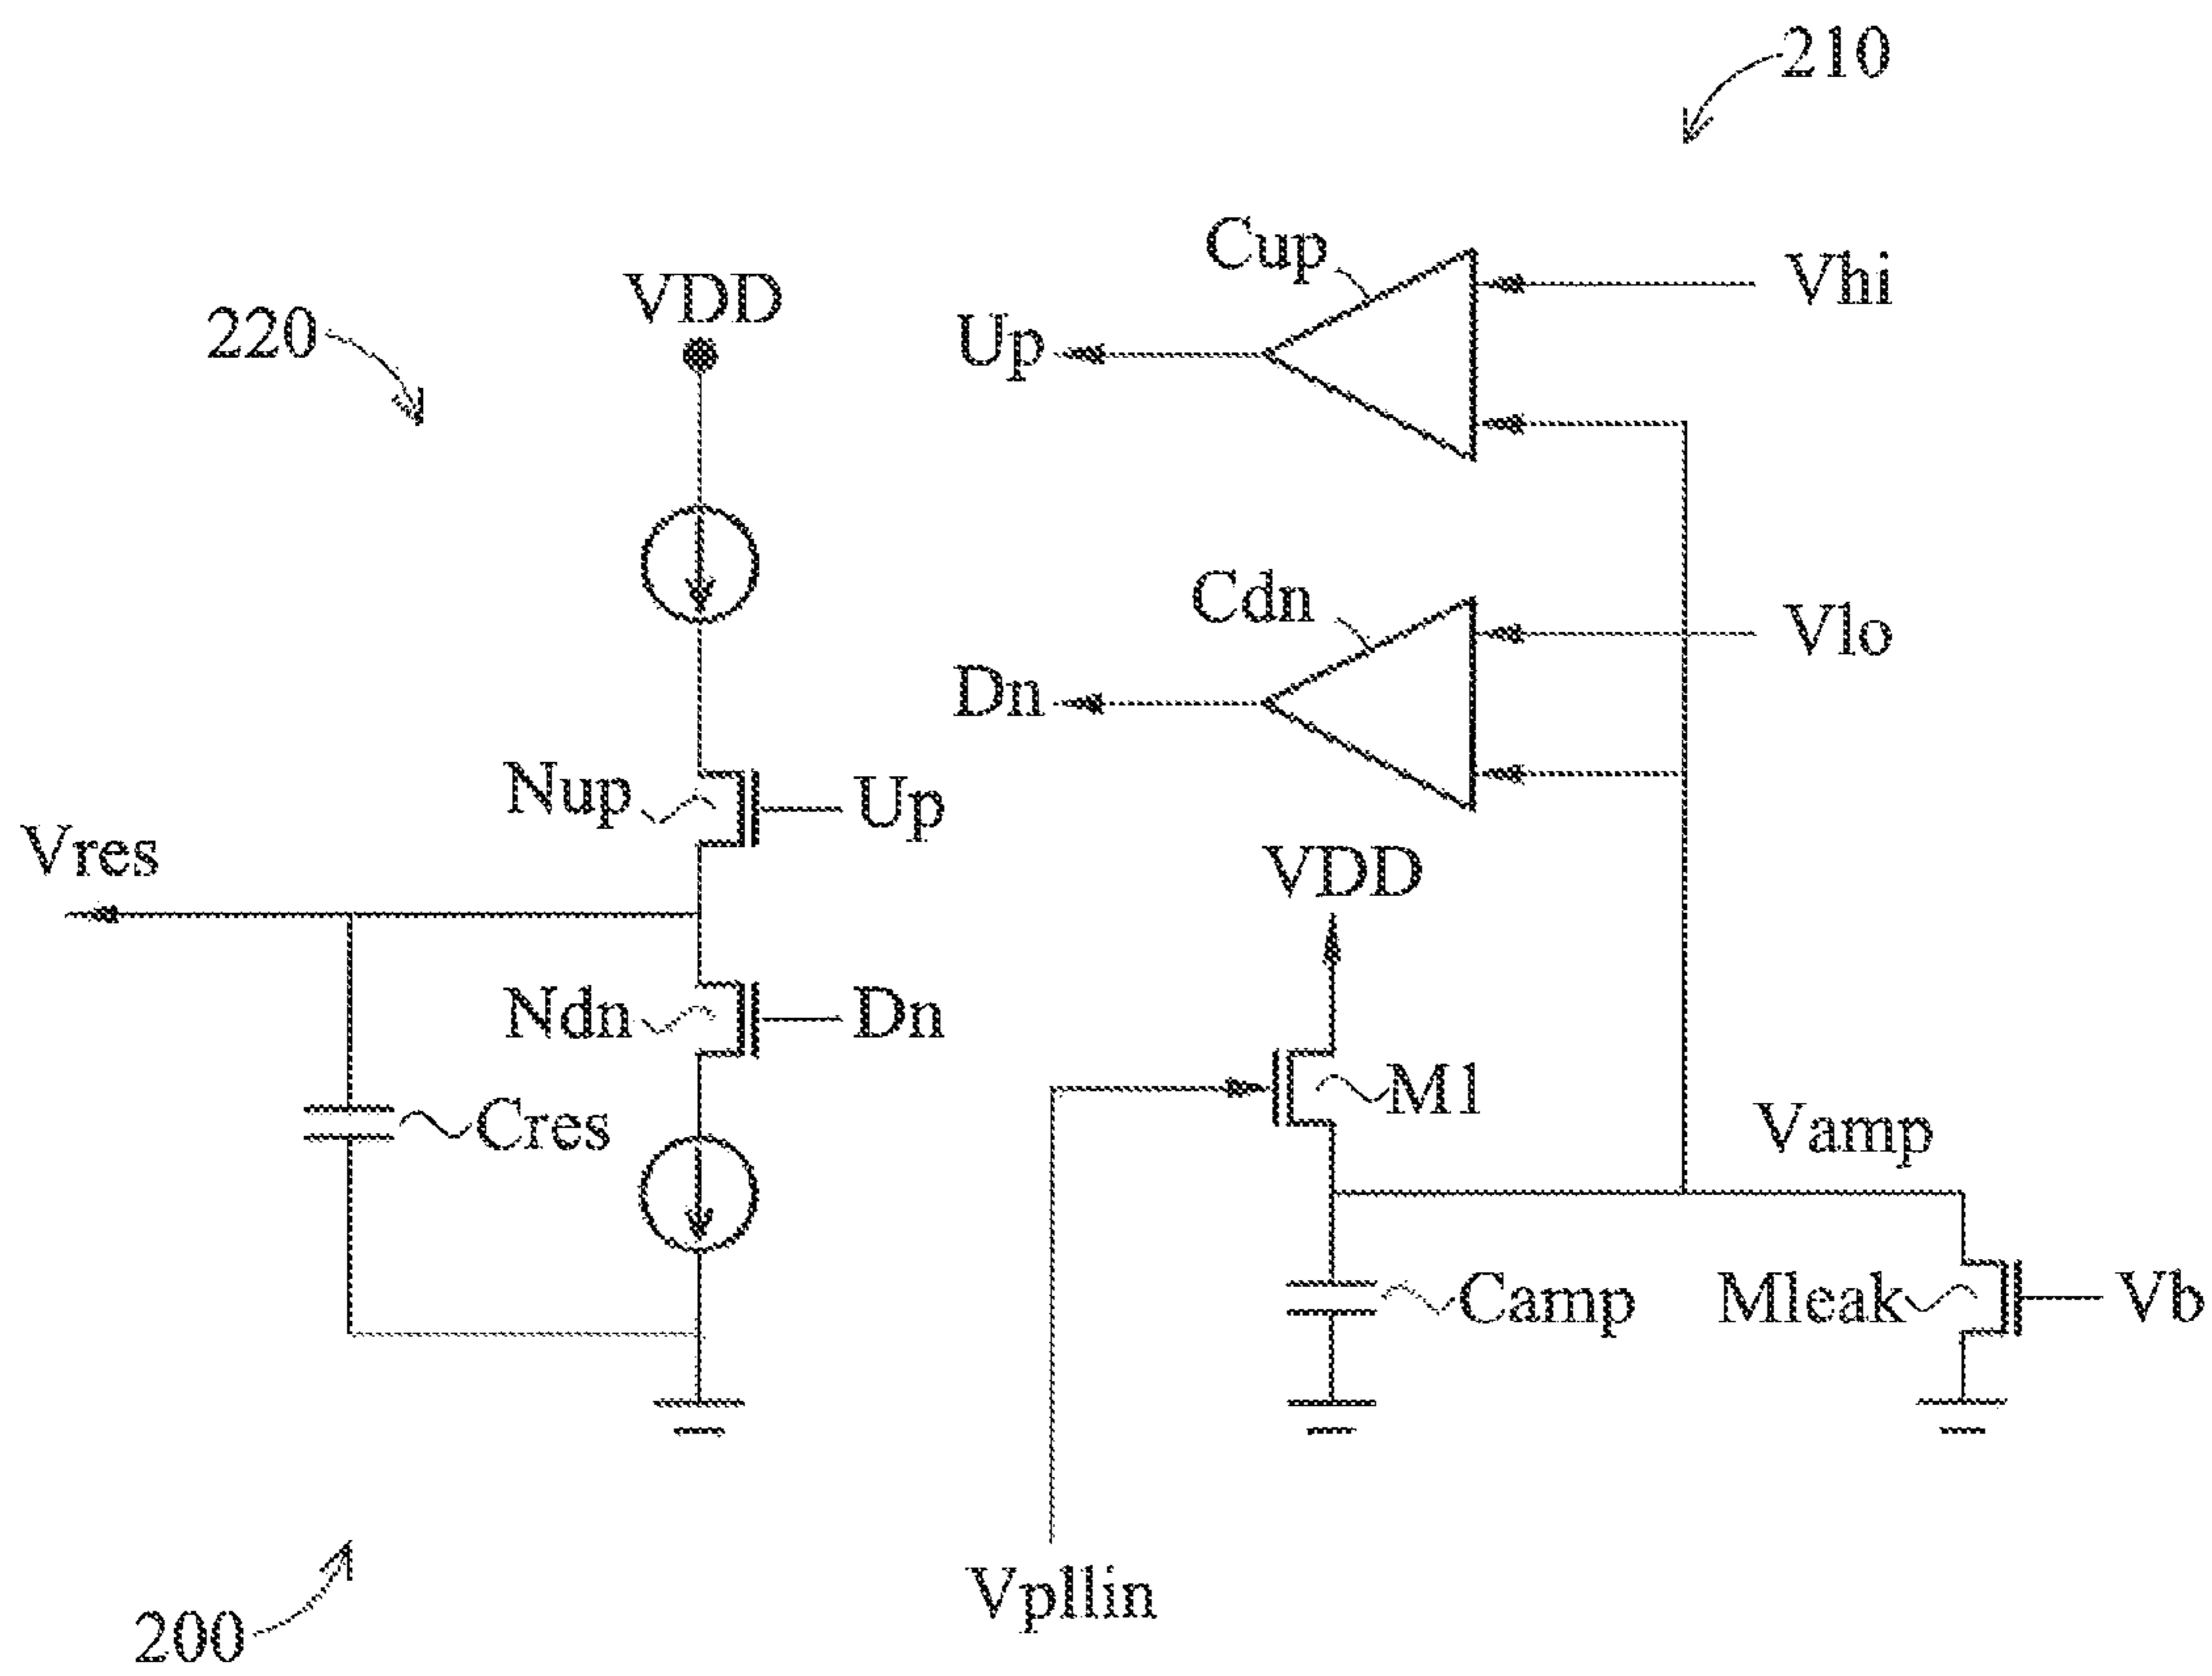 210
Cup
Vhi
220
VDD
Up
Cdn
Vlo
Dn
Nup
Up
Vres
VDD
Ndn
Dn
M1
Cres
Vamp
Camp
Mleak
Vb
Vpllin
200